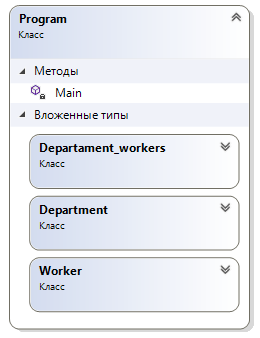 Program
Класс
Методы
Main
Вложенные типы
Departament_workers
Класс
Department
Класс
Worker
Класс